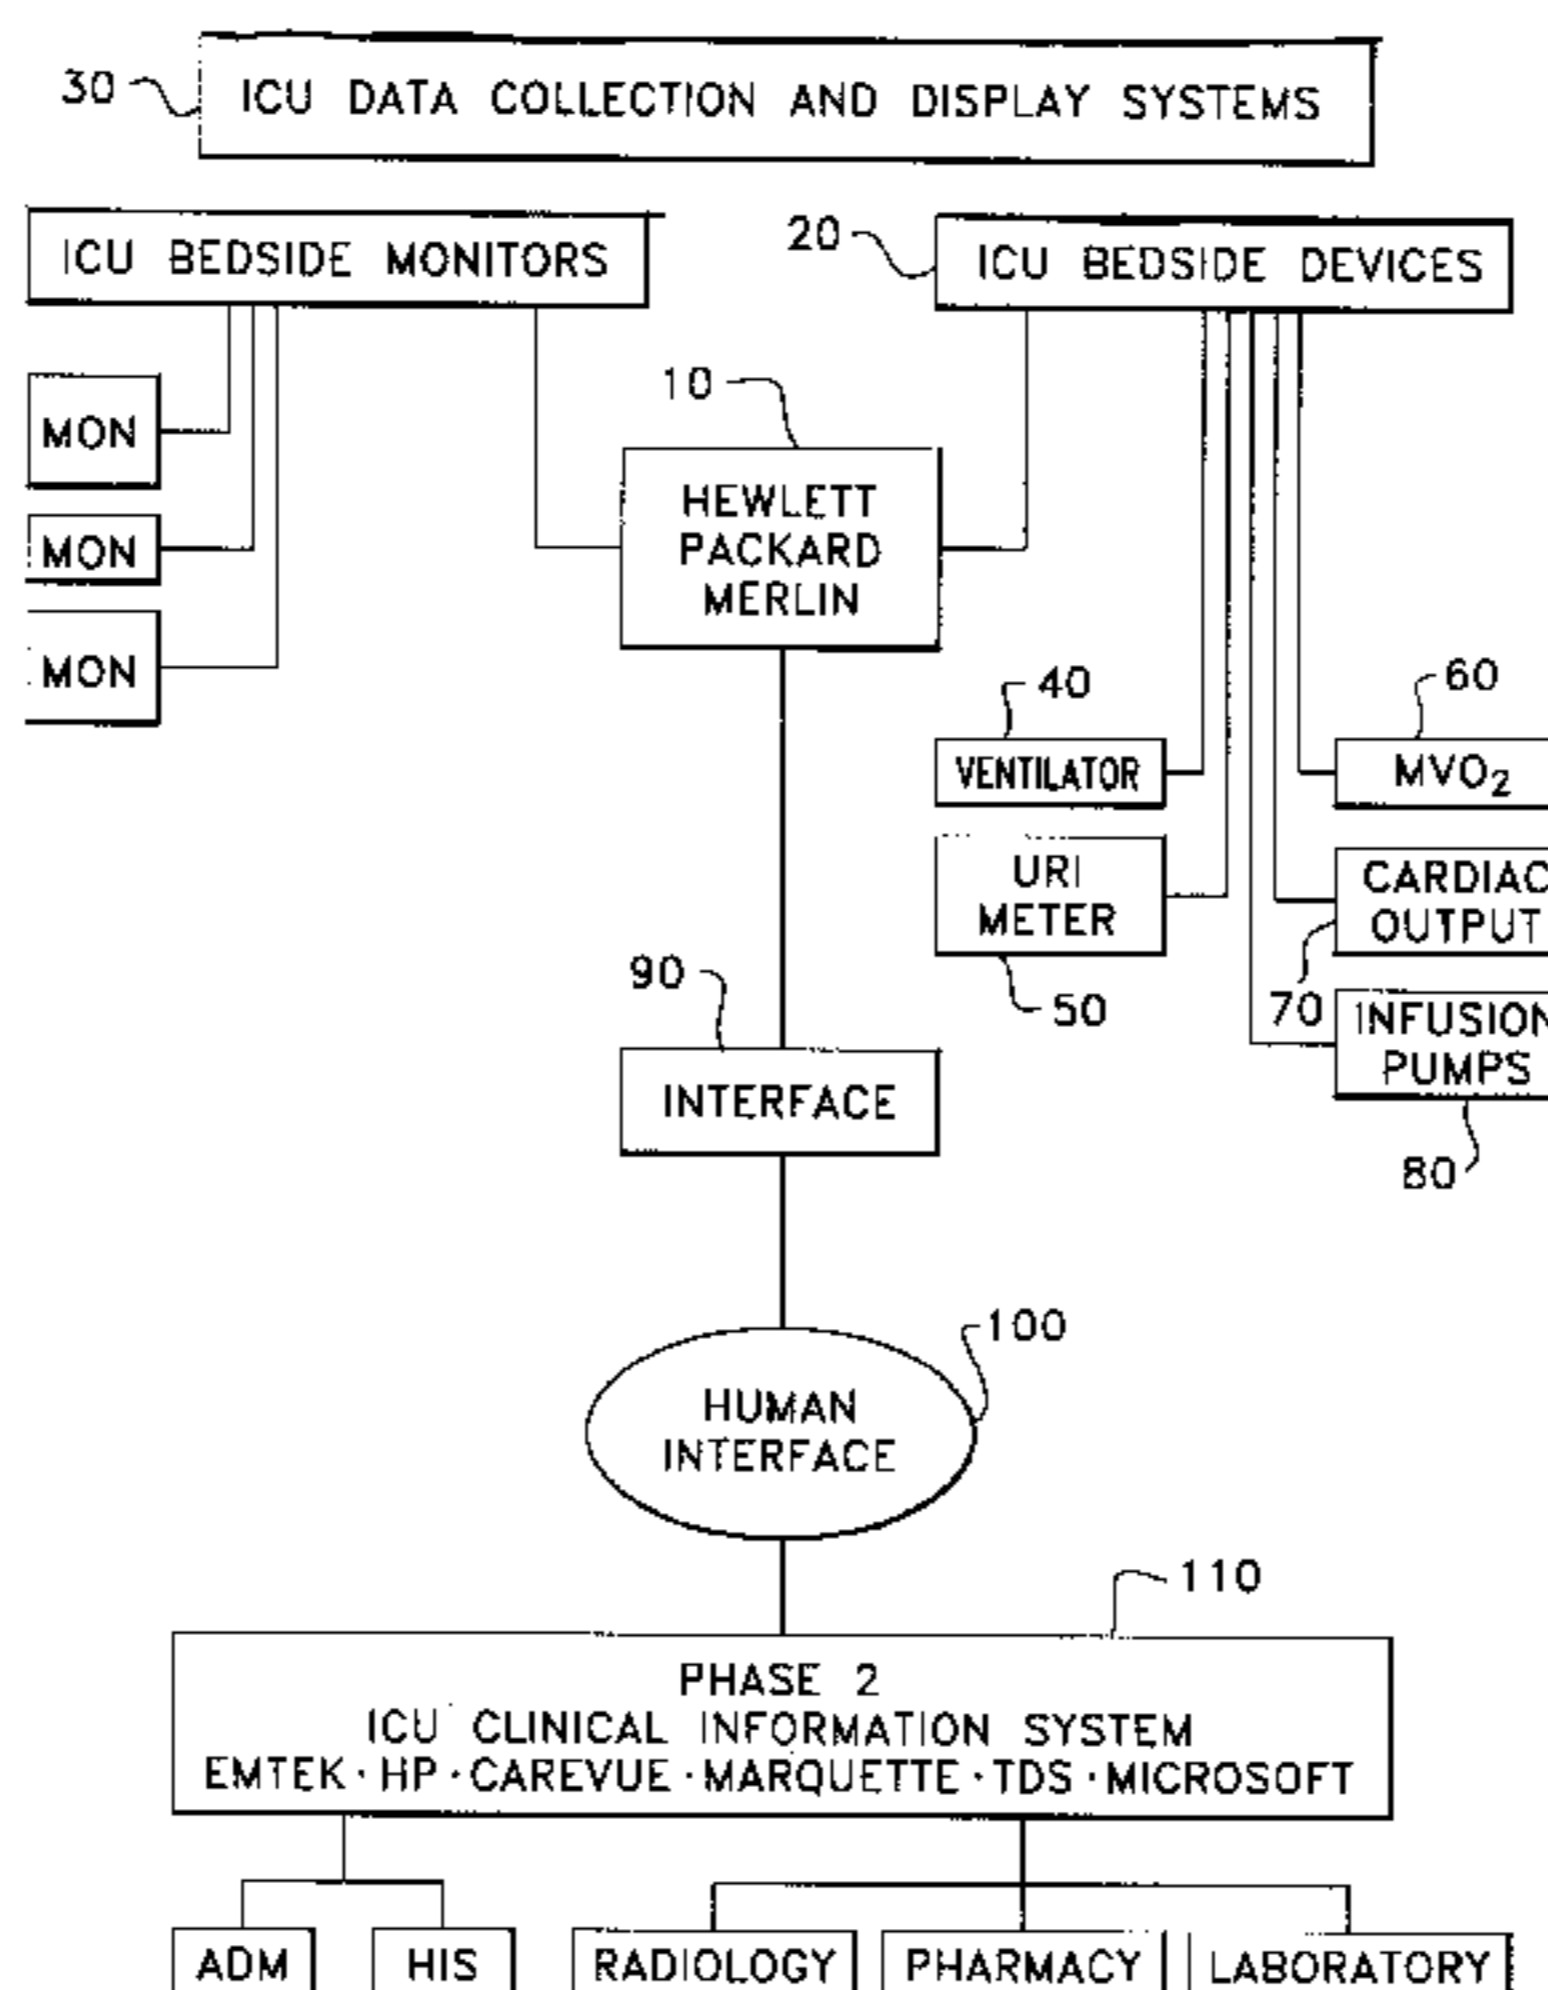 30
ICU DATA COLLECTION AND DISPLAY SYSTEMS
ICU BEDSIDE MONITORS
20
ICU BEDSIDE DEVICES
MON
MON
MON
10
HEWLETT
PACKARD
MERLIN
40
VENTILATOR
60
MVO₂
URI
METER
50
CARDIAC
OUTPUT
70
INFUSION
PUMPS
80
90
INTERFACE
100
HUMAN
INTERFACE
110
PHASE 2
ICU CLINICAL INFORMATION SYSTEM
EMTEK · HP · CAREVUE · MARQUETTE · TDS · MICROSOFT
ADM
HIS
RADIOLOGY
PHARMACY
LABORATORY